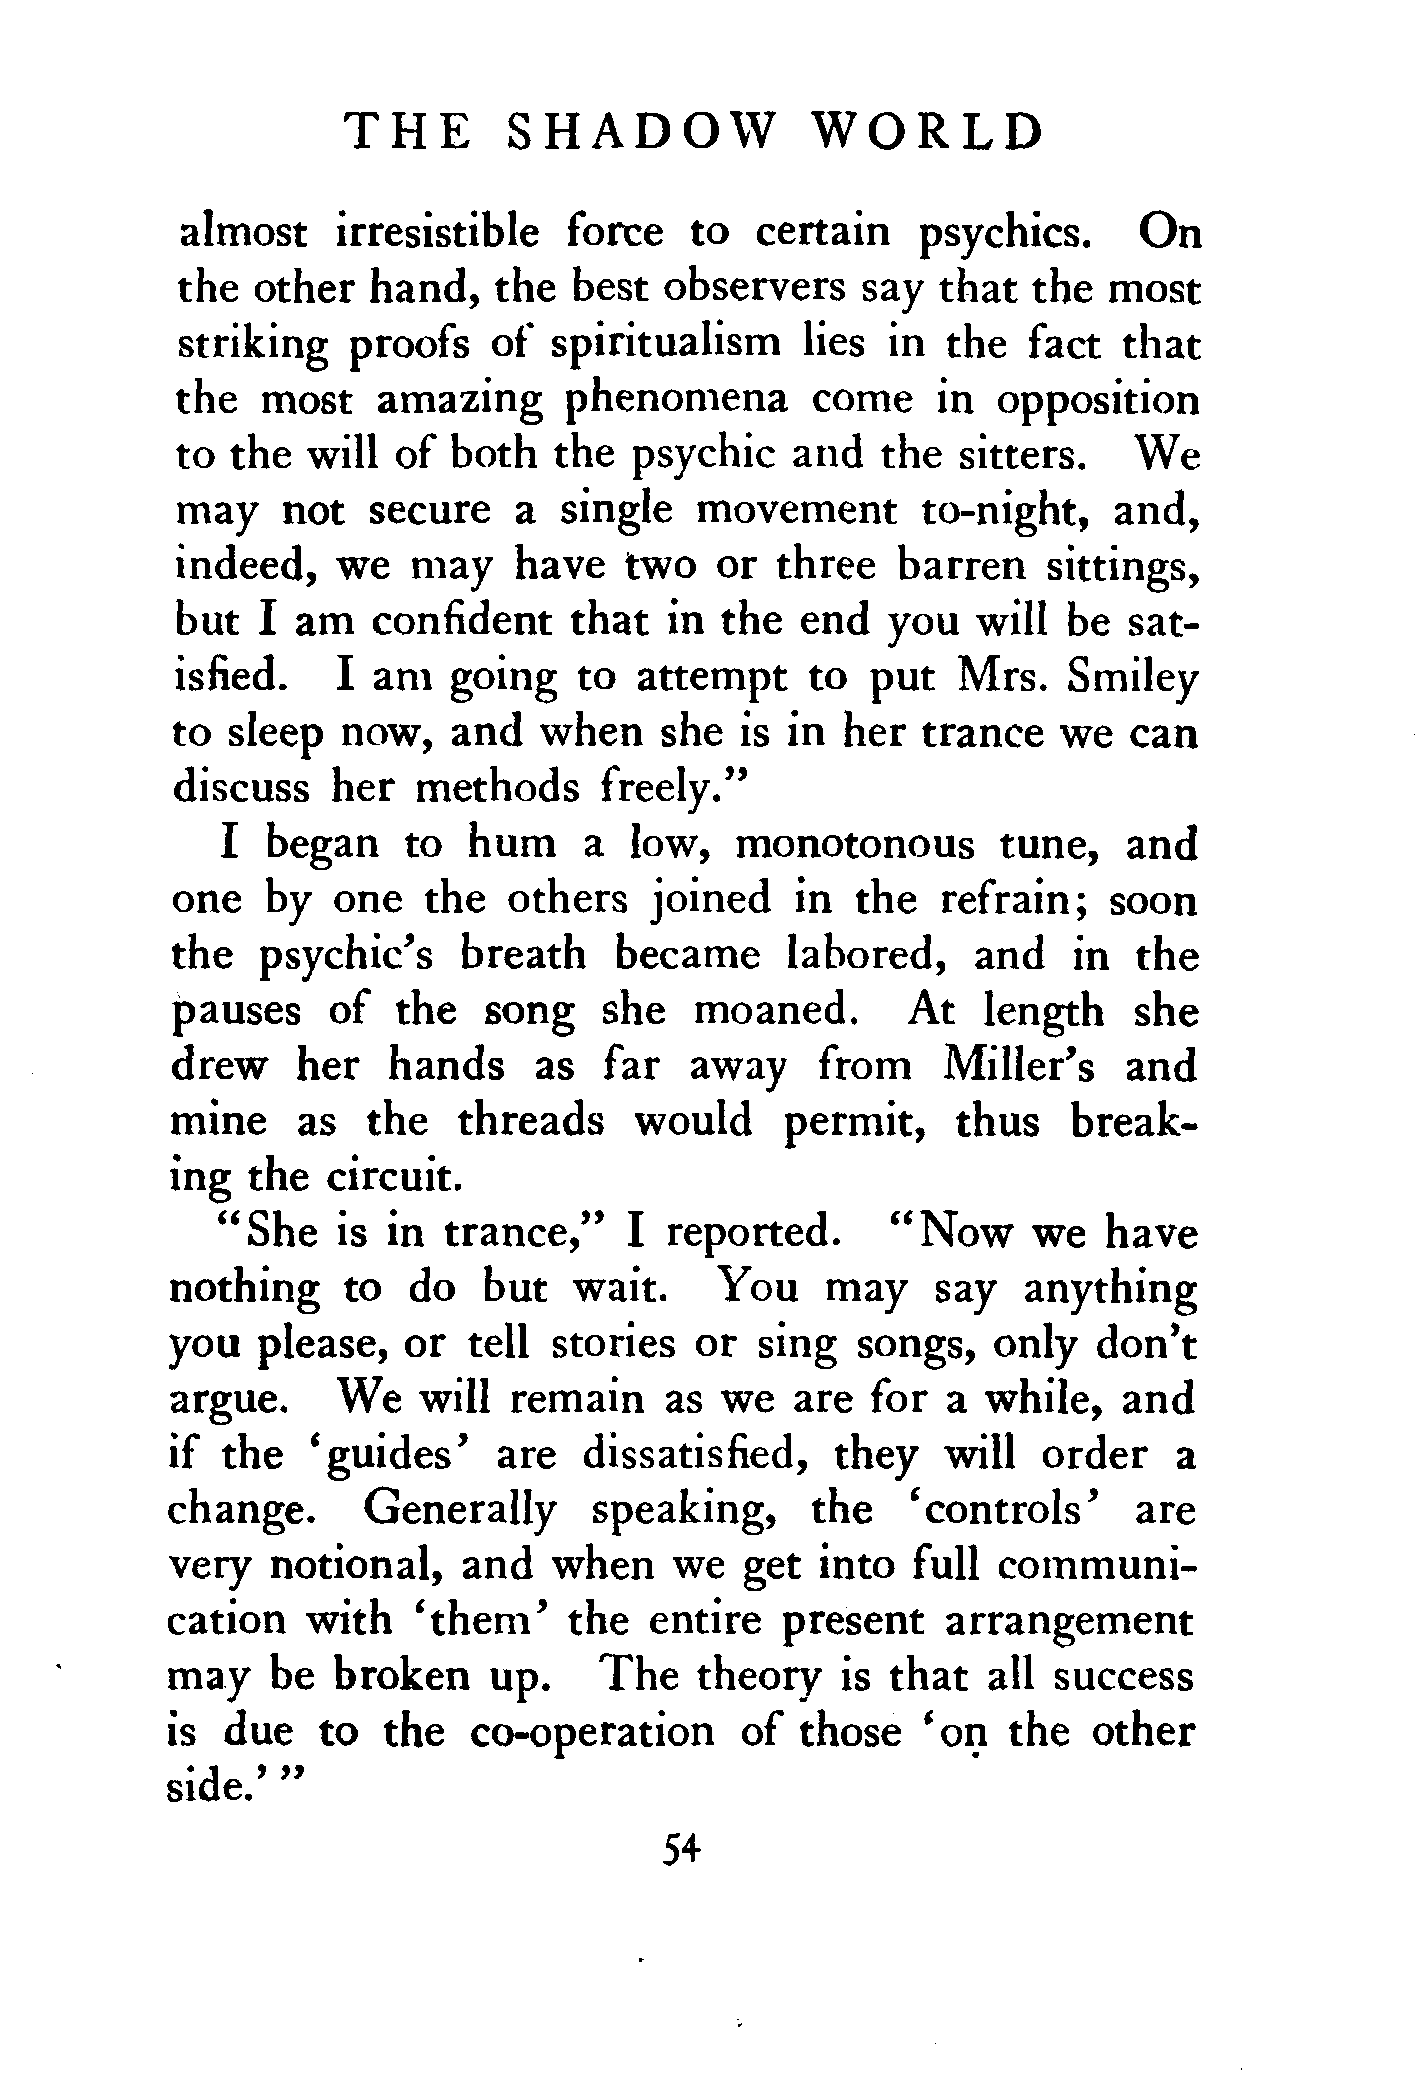 THE SHADOW WORLD
almost irresistible force to certain psychics. On
the other hand, the best observers say that the most
striking proofs of spiritualism lies in the fact that
the most amazing phenomena come in opposition
to the will of both the psychic and the sitters. We
may not secure a single movement to-night, and,
indeed, we may have two or three barren sittings,
but I am confident that in the end you will be sat-
isfied. I am going to attempt to put Mrs. Smiley
to sleep now, and when she is in her trance we can
discuss her methods freely.”
I began to hum a low, monotonous tune, and
one by one the others joined in the refrain; soon
the psychic’s breath became labored, and in the
pauses of the song she moaned. At length she
drew her hands as far away from Miller’s and
mine as the threads would permit, thus break-
ing the circuit.
“She is in trance,” I reported. “Now we have
nothing to do but wait. You may say anything
you please, or tell stories or sing songs, only don’t
argue. We will remain as we are for a while, and
if the ‘guides’ are dissatisfied, they will order a
change. Generally speaking, the ‘controls’ are
very notional, and when we get into full communi-
cation with ‘them’ the entire present arrangement
may be broken up. The theory is that all success
is due to the co-operation of those ‘on the other
side.’ ”
54